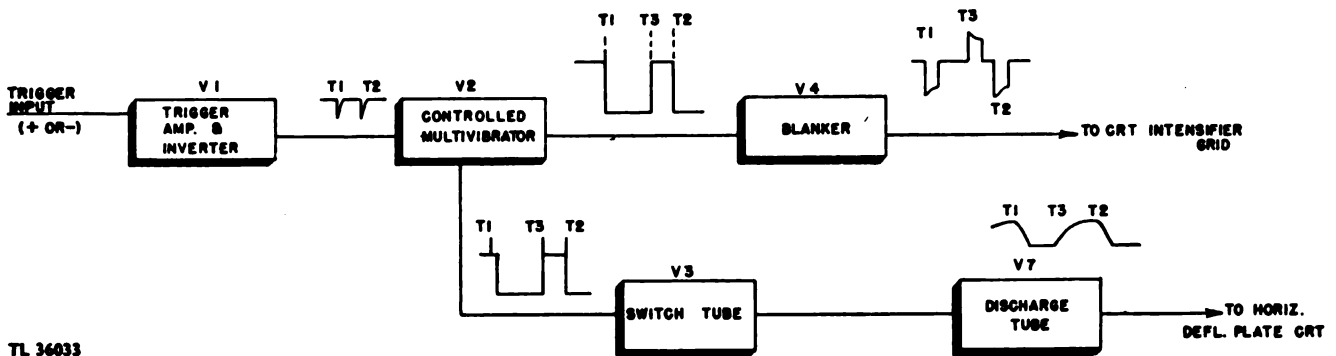 TRIGGER
INPUT
(+ OR-)
V 1
TRIGGER
AMP. &
INVERTER
T1 T2
V2
CONTROLLED
MULTIVIBRATOR
T1 T3 T2
V4
BLANKER
T1
T3
T2
TO CRT INTENSIFIER
GRID
T1 T3 T2
V3
SWITCH TUBE
T1 T3 T2
V7
DISCHARGE
TUBE
TO HORIZ.
DEFL. PLATE CRT
TL 36033